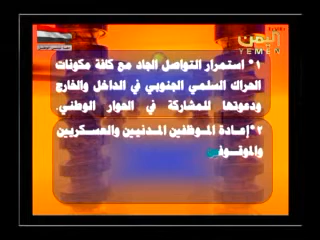 اليمن
YEMEN
١* استمرار التواصل الجاد مع كافة مكونات
الحراك السلمي الجنوبي في الداخل والخارج
ودعوتها للمشاركة في الحوار الوطني.
٢* إعادة الموظفين المدنيين والعسكريين
والموقوفين